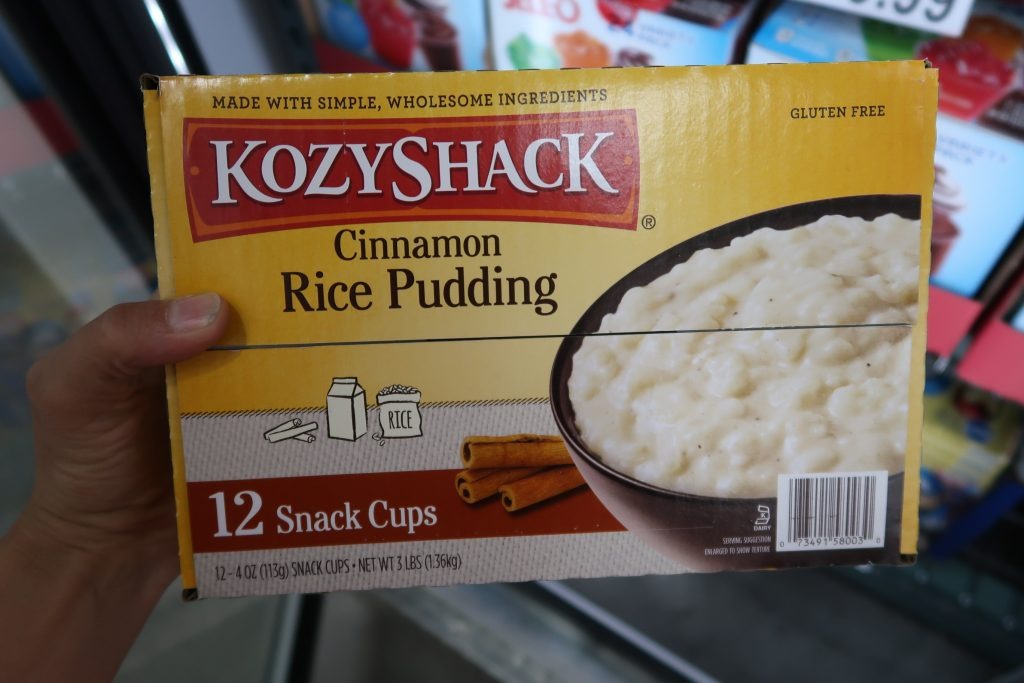 .99
MADE WITH SIMPLE, WHOLESOME INGREDIENTS
GLUTEN FREE
KOZYSHACK®
Cinnamon
Rice Pudding
RICE
12 Snack Cups
K
DAIRY
SERVING SUGGESTION
ENLARGED TO SHOW TEXTURE
0 73491 58003 0
12 - 4 OZ (113g) SNACK CUPS • NET WT 3 LBS (1.36kg)